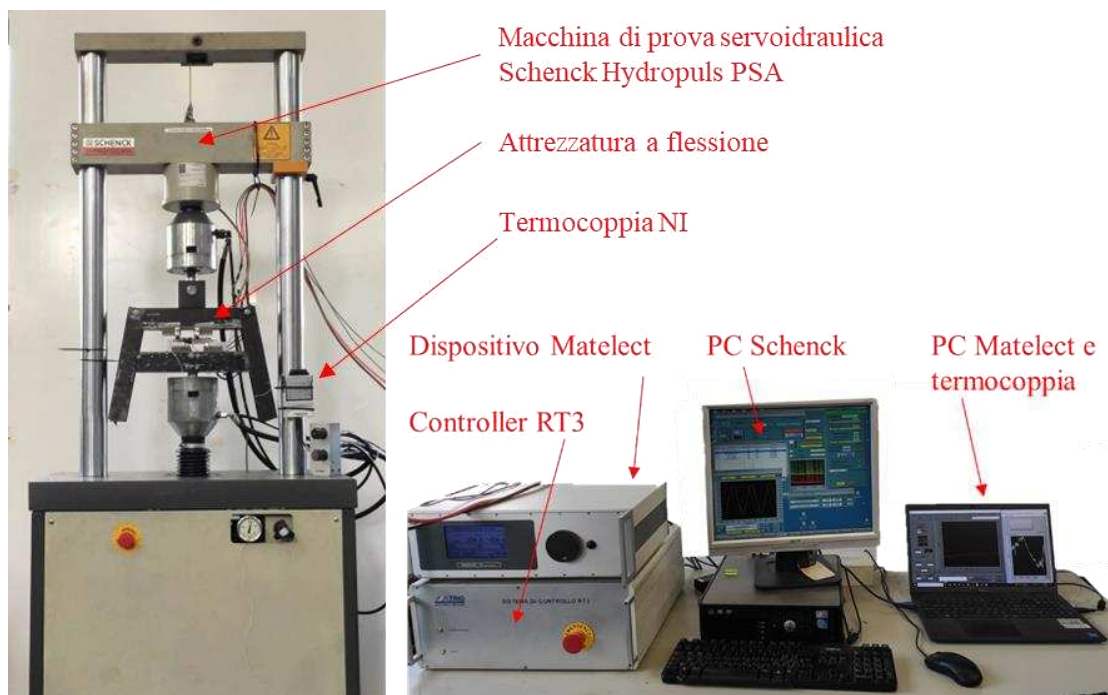 Macchina di prova servoidraulica
Schenck Hydropuls PSA
SCHENCK
Attrezzatura a flessione
Termocoppia NI
Dispositivo Matelect
PC Schenck
PC Matelect e
termocoppia
Controller RT3
SISTEMA DI CONTROLLO RT3